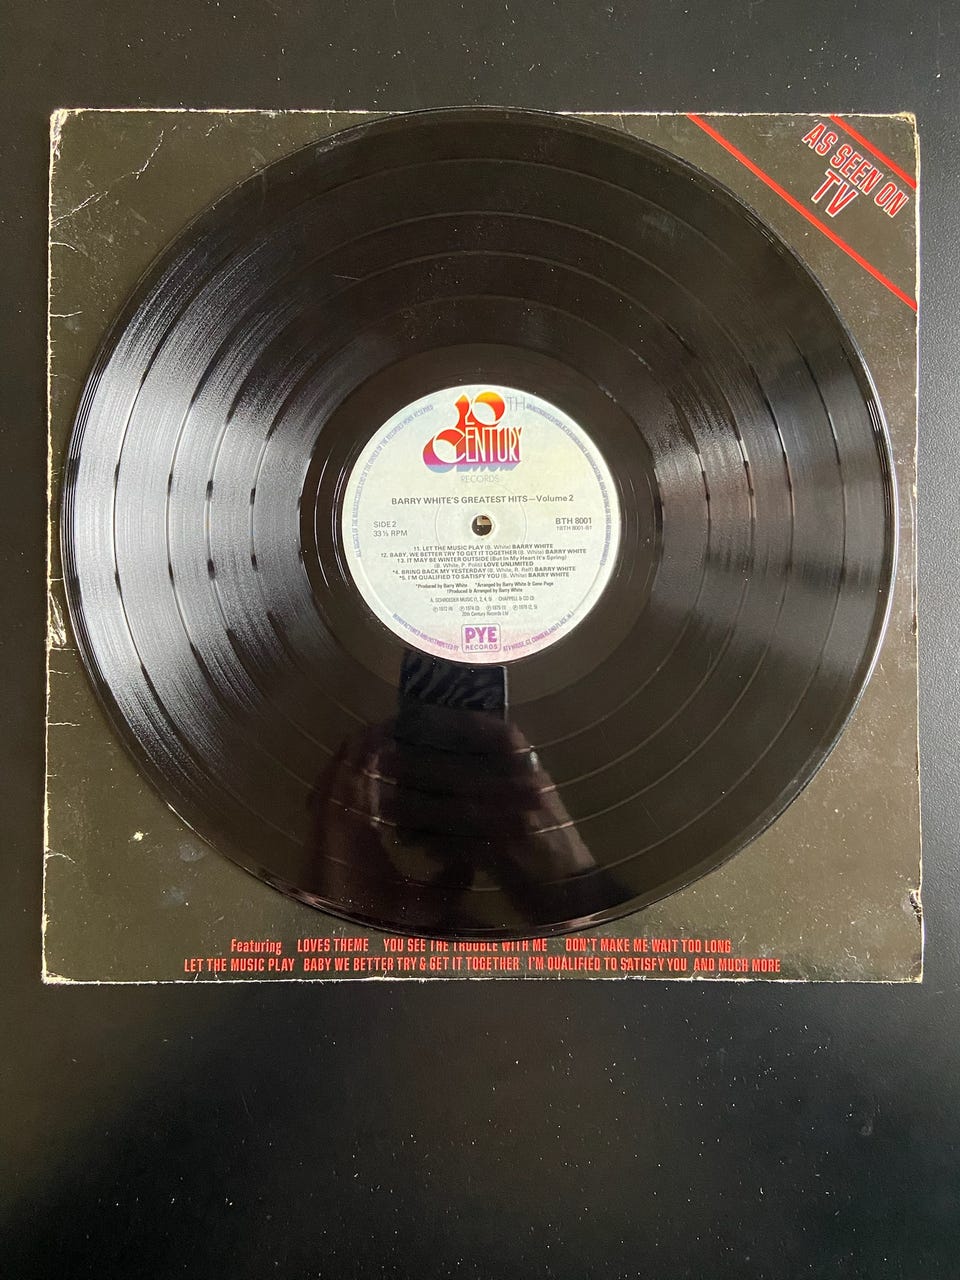 AS SEEN ON
TV
20TH
CENTURY
RECORDS
BARRY WHITE'S GREATEST HITS—Volume 2
SIDE 2
33⅓ RPM
BTH 8001
†1. LET THE MUSIC PLAY (B. White) BARRY WHITE
†2. BABY, WE BETTER TRY TO GET IT TOGETHER (B. White) BARRY WHITE
†3. IT MAY BE WINTER OUTSIDE (But In My Heart It's Spring)
(B. White, P. Politi) LOVE UNLIMITED
*4. BRING BACK MY YESTERDAY (B. White, R. Relf) BARRY WHITE
*5. I'M QUALIFIED TO SATISFY YOU (B. White) BARRY WHITE
*Produced by Barry White *Arranged by Barry White & Gene Page
†Produced & Arranged by Barry White
20th Century Records Ltd
PYE
RECORDS
Featuring LOVES THEME YOU SEE THE TROUBLE WITH ME DON'T MAKE ME WAIT TOO LONG
LET THE MUSIC PLAY BABY WE BETTER TRY & GET IT TOGETHER I'M QUALIFIED TO SATISFY YOU AND MUCH MORE